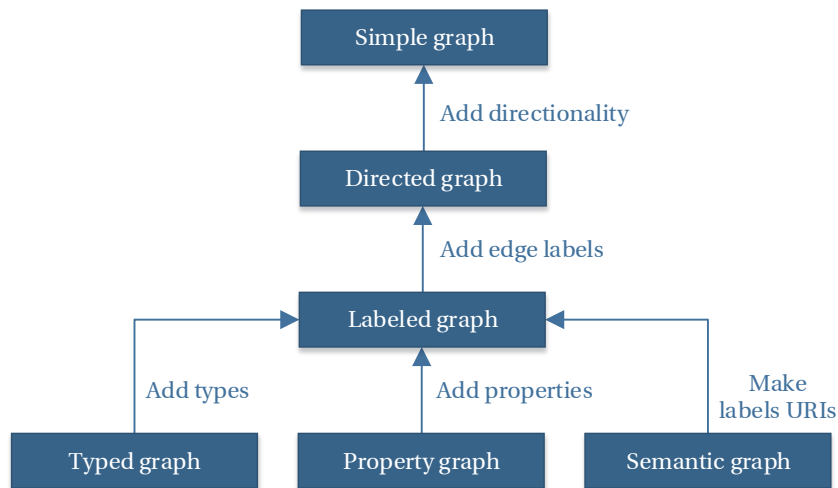 Simple graph
Add directionality
Directed graph
Add edge labels
Labeled graph
Add types
Add properties
Make
labels URIs
Typed graph
Property graph
Semantic graph